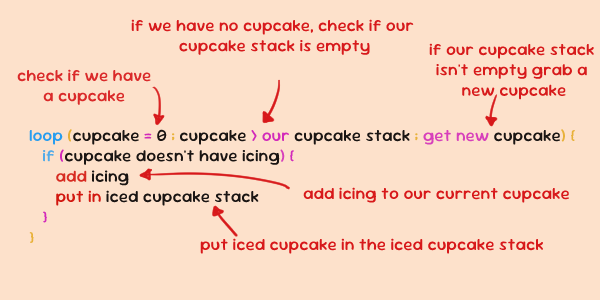 if we have no cupcake, check if our
cupcake stack is empty
if our cupcake stack
isn't empty grab a
new cupcake
check if we have
a cupcake
loop (cupcake = 0 : cupcake > our cupcake stack : get new cupcake) {
if (cupcake doesn't have icing) {
add icing
put in iced cupcake stack
}
}
add icing to our current cupcake
put iced cupcake in the iced cupcake stack